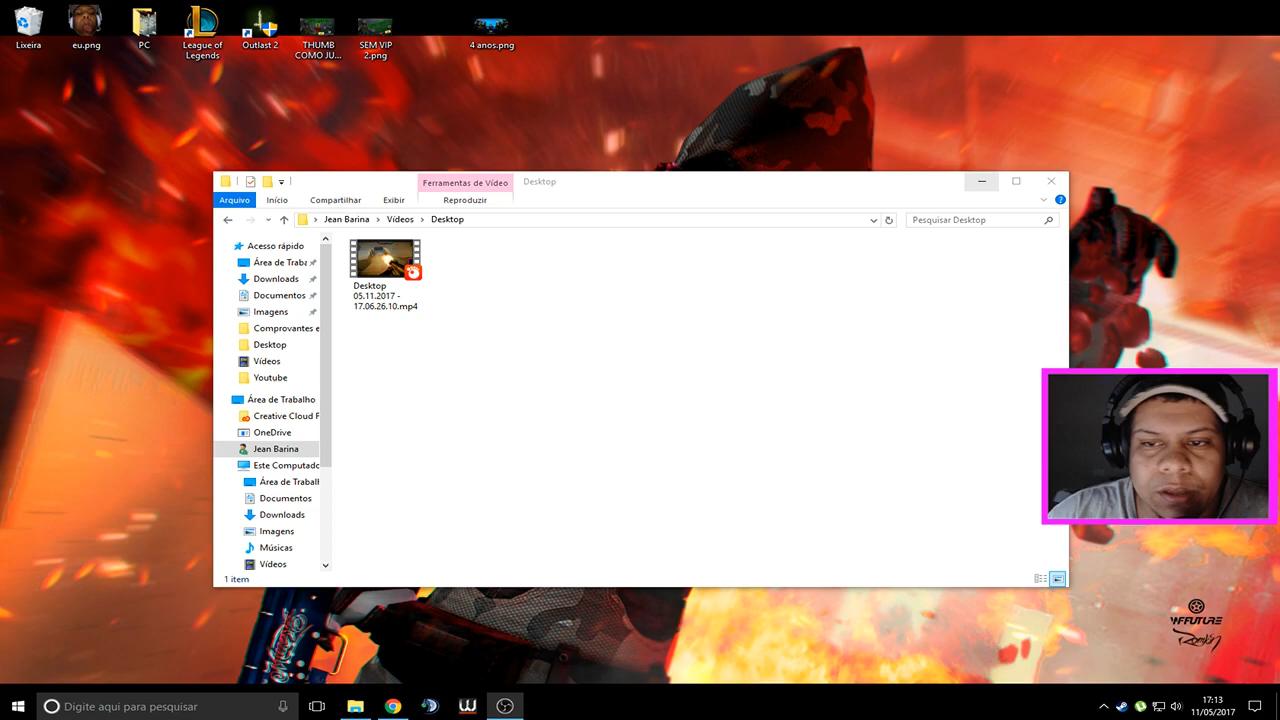 Lixeira
eu.png
PC
League of
Legends
Outlast 2
THUMB
COMO JU...
SEM VIP
2.png
4 anos.png
Ferramentas de Vídeo
Desktop
Arquivo
Início
Compartilhar
Exibir
Reproduzir
Jean Barina
Vídeos
Desktop
Pesquisar Desktop
Acesso rápido
Área de Traba
Downloads
Documentos
Imagens
Comprovantes e
Desktop
Vídeos
Youtube
Área de Trabalho
Creative Cloud F
OneDrive
Jean Barina
Este Computado
Área de Trabalh
Documentos
Downloads
Imagens
Músicas
Vídeos
Desktop
05.11.2017 -
17.06.26.10.mp4
1 item
WFFUTURE
Digite aqui para pesquisar
17:13
11/05/2017